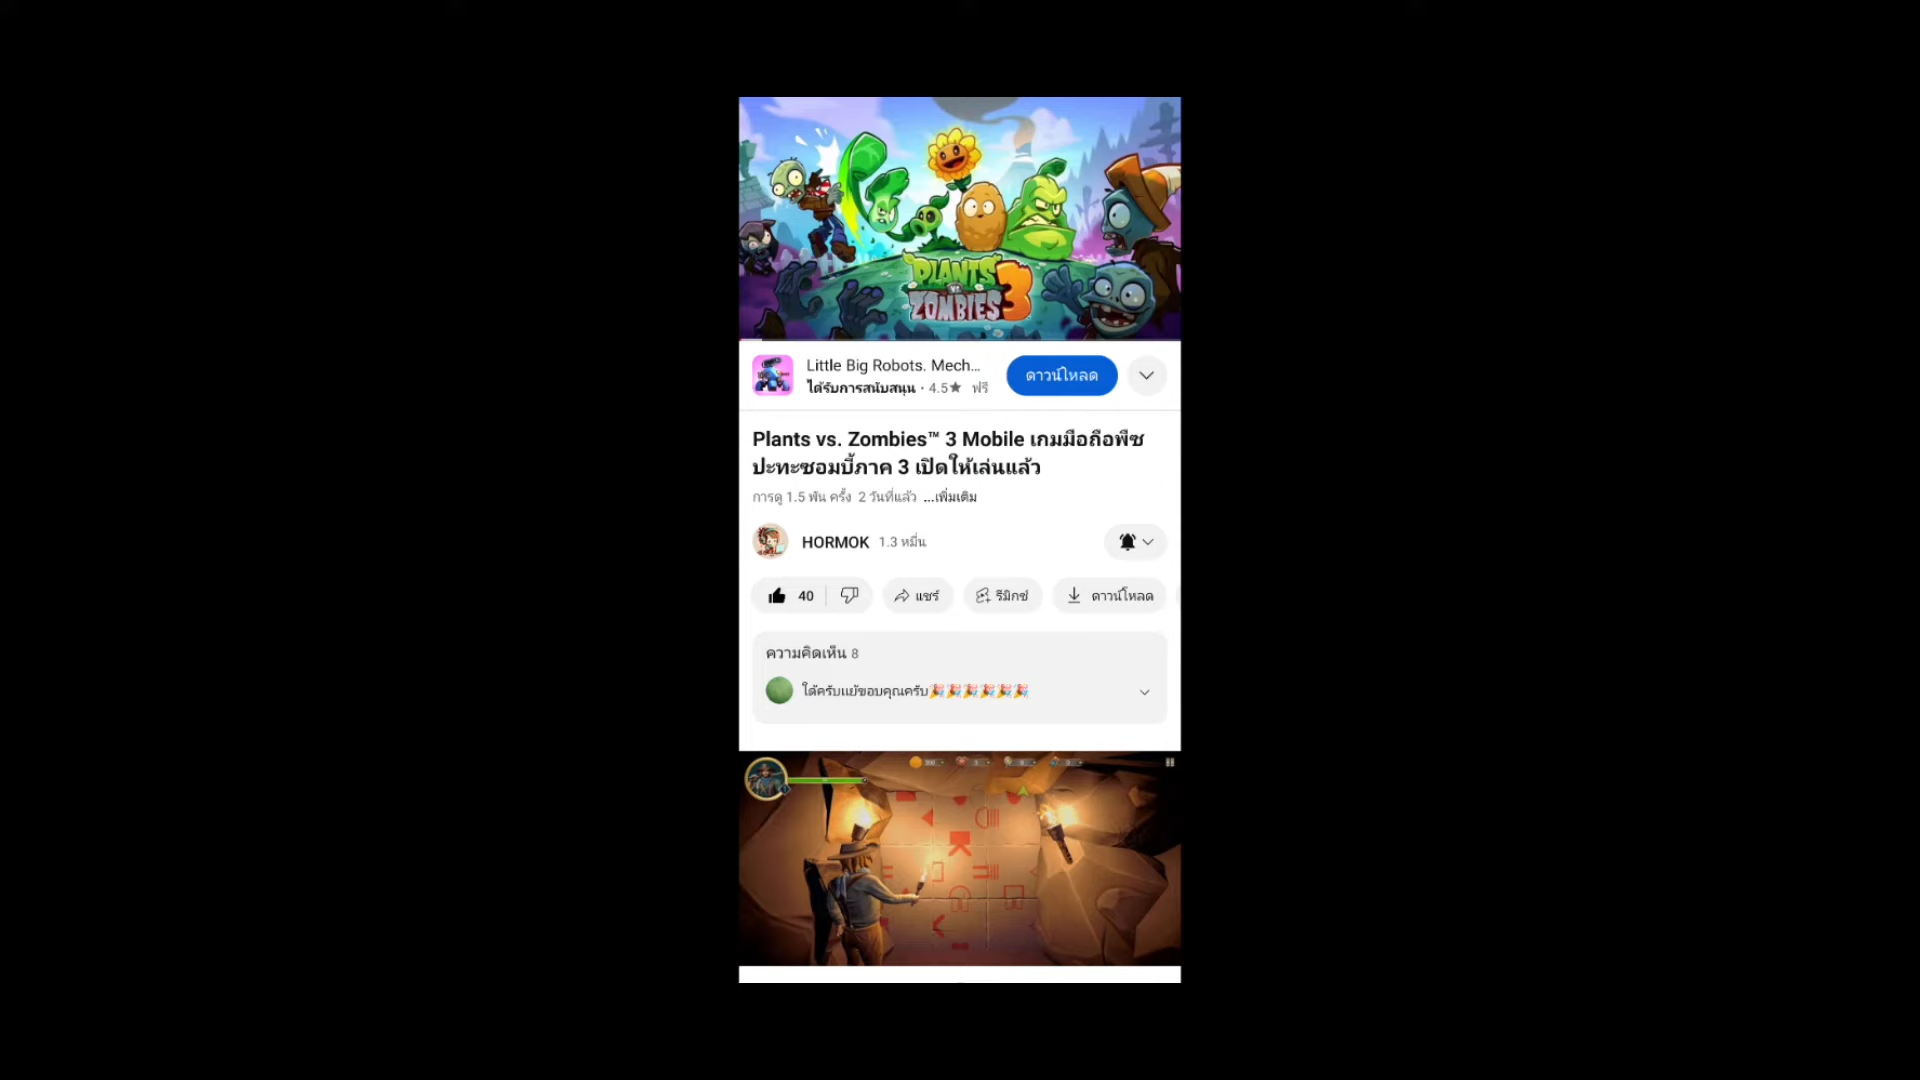 PLANTS
VS.
ZOMBIES 3
Little Big Robots. Mech...
ได้รับการสนับสนุน · 4.5★ ฟรี
ดาวน์โหลด
Plants vs. Zombies™ 3 Mobile เกมมือถือพืช
ปะทะซอมบี้ภาค 3 เปิดให้เล่นแล้ว
การดู 1.5 พัน ครั้ง 2 วันที่แล้ว ...เพิ่มเติม
HORMOK 1.3 หมื่น
40 แชร์ รีมิกซ์ ดาวน์โหลด
ความคิดเห็น 8
ใด้ครับแย้ขอบคุณครับ🎉🎉🎉🎉🎉🎉
300 3 0 0